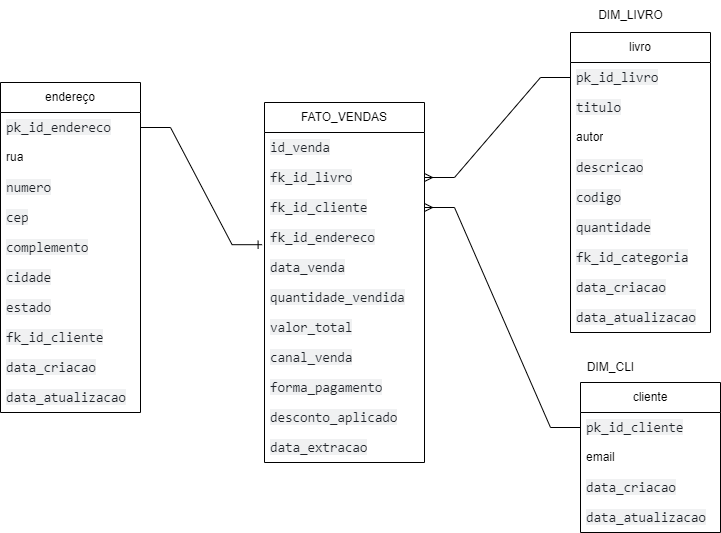 endereço
pk_id_endereco
rua
numero
cep
complemento
cidade
estado
fk_id_cliente
data_criacao
data_atualizacao
FATO_VENDAS
id_venda
fk_id_livro
fk_id_cliente
fk_id_endereco
data_venda
quantidade_vendida
valor_total
canal_venda
forma_pagamento
desconto_aplicado
data_extracao
DIM_LIVRO
livro
pk_id_livro
titulo
autor
descricao
codigo
quantidade
fk_id_categoria
data_criacao
data_atualizacao
DIM_CLI
cliente
pk_id_cliente
email
data_criacao
data_atualizacao